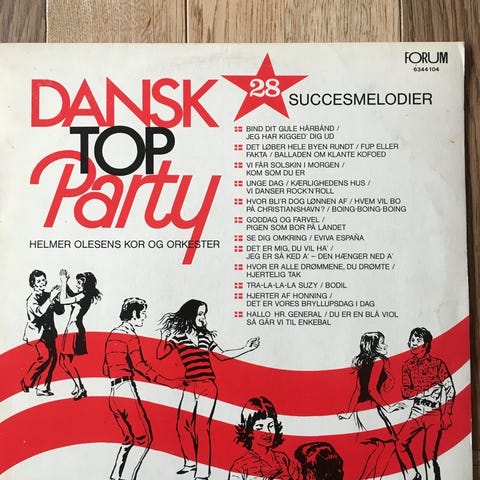 FORUM
6344104
DANSK
TOP
Party
28
SUCCESMELODIER
HELMER OLESENS KOR OG ORKESTER
BIND DIT GULE HÅRBÅND /
JEG HAR KIGGED' DIG UD
DET LØBER HELE BYEN RUNDT / FUP ELLER
FAKTA / BALLADEN OM KLANTE KOFOED
VI FÅR SOLSKIN I MORGEN /
KOM SOM DU ER
UNGE DAG / KÆRLIGHEDENS HUS /
VI DANSER ROCK'N'ROLL
HVOR BLI'R DOG LØNNEN AF / HVEM VIL BO
PÅ CHRISTIANSHAVN? / BOING-BOING-BOING
GODDAG OG FARVEL /
PIGEN SOM BOR PÅ LANDET
SE DIG OMKRING / EVIVA ESPAÑA
DET ER MIG, DU VIL HA' /
JEG ER SÅ KED A' – DEN HÆNGER NED A'
HVOR ER ALLE DRØMMENE, DU DRØMTE /
HJERTELIG TAK
TRA-LA-LA-LA SUZY / BODIL
HJERTER AF HONNING /
DET ER VORES BRYLLUPSDAG I DAG
HALLO HR. GENERAL / DU ER EN BLÅ VIOL
SÅ GÅR VI TIL ENKEBAL